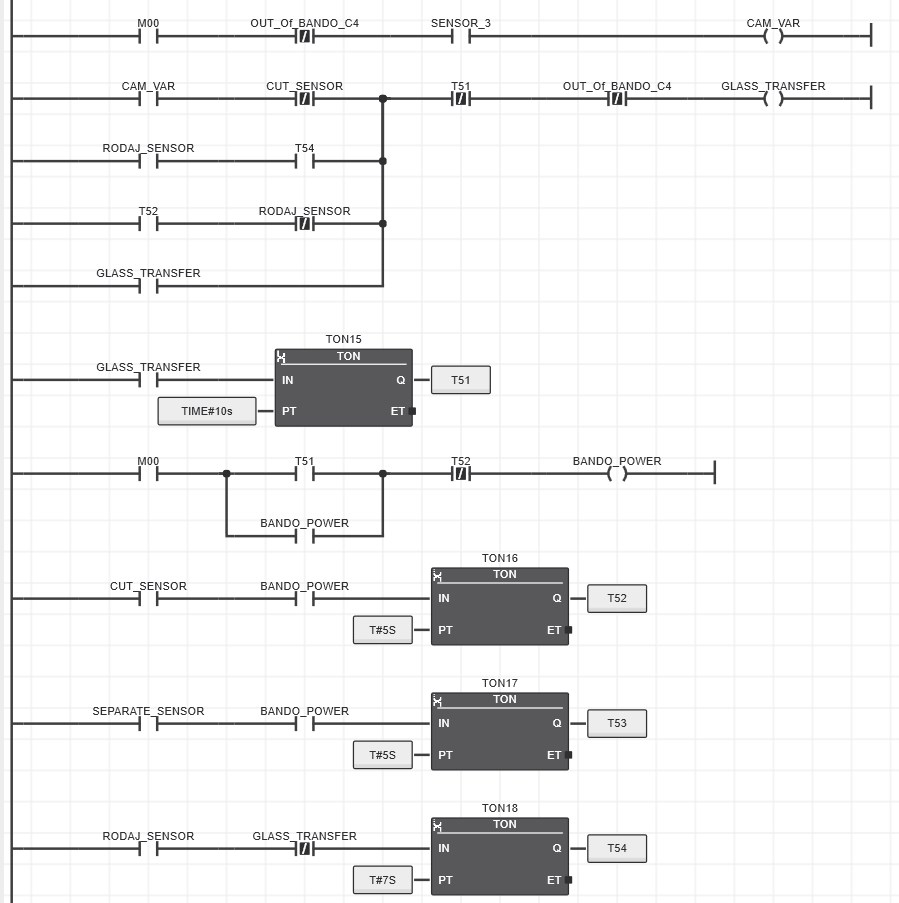 M00 OUT_Of_BANDO_C4 SENSOR_3 CAM_VAR
CAM_VAR CUT_SENSOR T51 OUT_Of_BANDO_C4 GLASS_TRANSFER
RODAJ_SENSOR T54
T52 RODAJ_SENSOR
GLASS_TRANSFER
TON15
TON
GLASS_TRANSFER IN Q T51
TIME#10s PT ET
M00 T51 T52 BANDO_POWER
BANDO_POWER
TON16
TON
CUT_SENSOR BANDO_POWER IN Q T52
T#5S PT ET
TON17
TON
SEPARATE_SENSOR BANDO_POWER IN Q T53
T#5S PT ET
TON18
TON
RODAJ_SENSOR GLASS_TRANSFER IN Q T54
T#7S PT ET